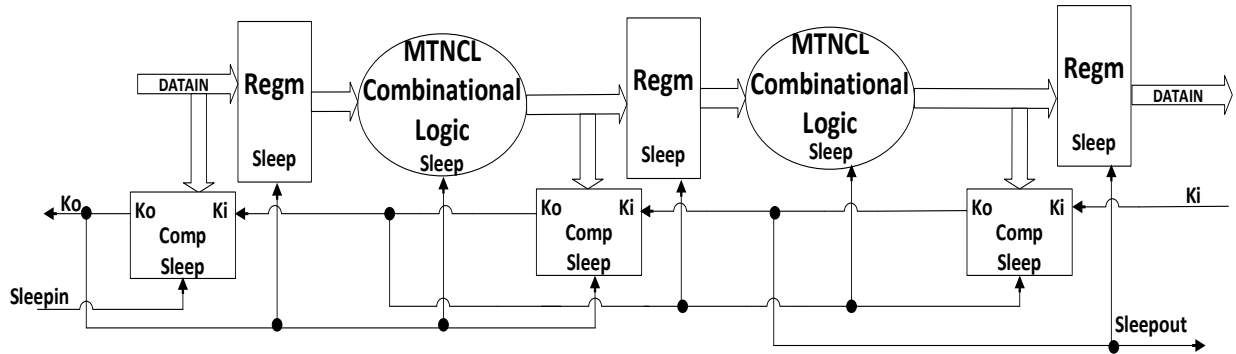 DATAIN
Regm
Sleep
MTNCL
Combinational
Logic
Sleep
Regm
Sleep
MTNCL
Combinational
Logic
Sleep
Regm
Sleep
DATAIN
Ko
Ko Ki
Comp
Sleep
Ko Ki
Comp
Sleep
Ko Ki
Comp
Sleep
Ki
Sleepin
Sleepout